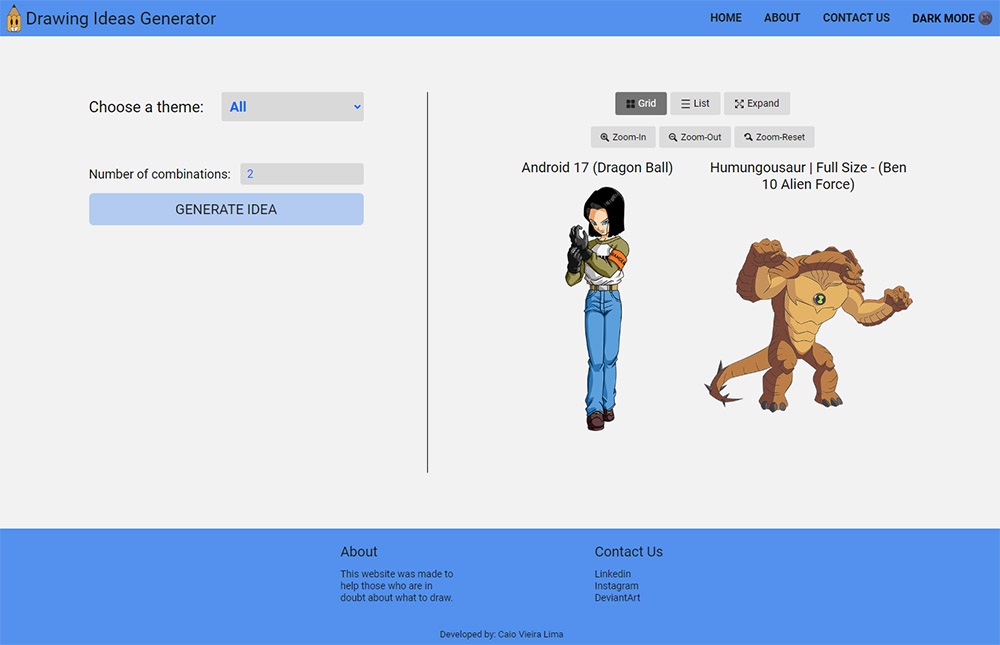 Drawing Ideas Generator
HOME ABOUT CONTACT US DARK MODE
Choose a theme: All
Number of combinations: 2
GENERATE IDEA
Grid List Expand
Zoom-In Zoom-Out Zoom-Reset
Android 17 (Dragon Ball)
Humungousaur | Full Size - (Ben
10 Alien Force)
About
This website was made to
help those who are in
doubt about what to draw.
Contact Us
Linkedin
Instagram
DeviantArt
Developed by: Caio Vieira Lima